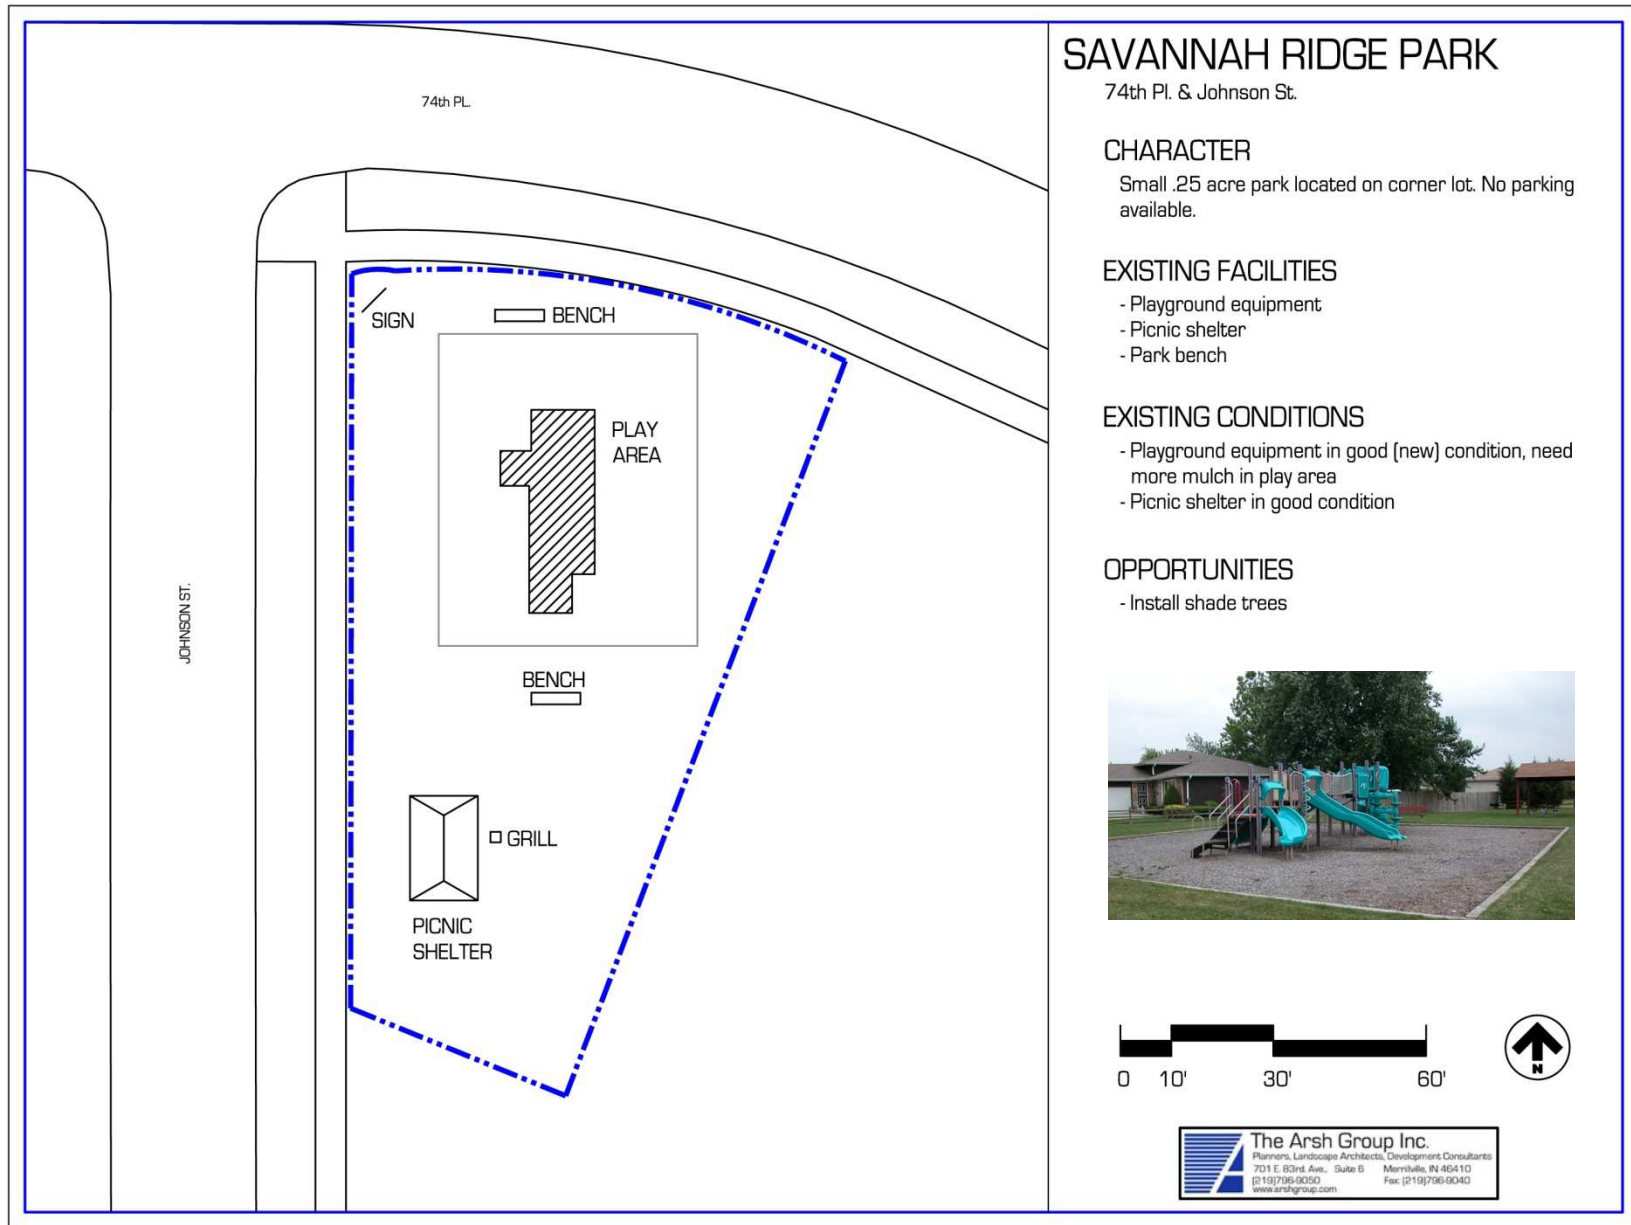 74th PL.
JOHNSON ST.
SIGN
BENCH
PLAY
AREA
BENCH
GRILL
PICNIC
SHELTER
SAVANNAH RIDGE PARK
74th Pl. & Johnson St.
CHARACTER
Small .25 acre park located on corner lot. No parking
available.
EXISTING FACILITIES
- Playground equipment
- Picnic shelter
- Park bench
EXISTING CONDITIONS
- Playground equipment in good (new) condition, need
more mulch in play area
- Picnic shelter in good condition
OPPORTUNITIES
- Install shade trees
0 10' 30' 60'
N
The Arsh Group Inc.
Planners, Landscape Architects, Development Consultants
701 E. 83rd. Ave., Suite 6 Merrillville, IN 46410
(219)796-9050 Fax: (219)796-9040
www.arshgroup.com